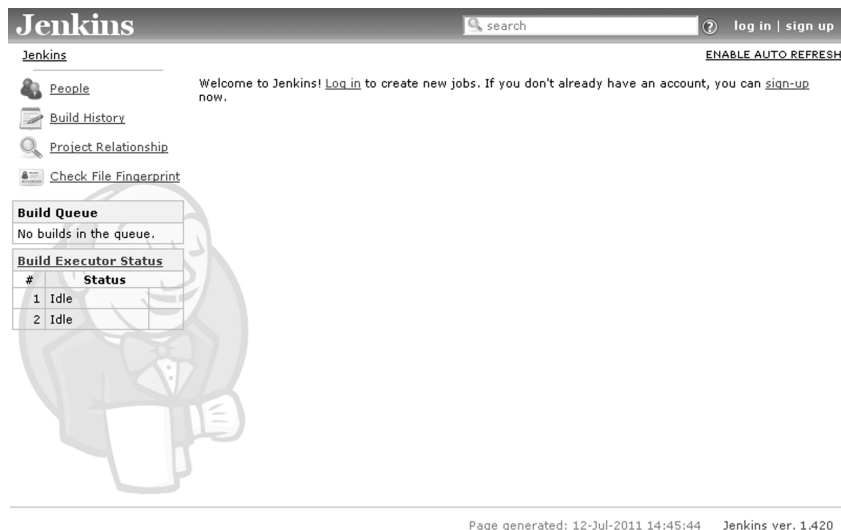 Jenkins
search
log in | sign up
Jenkins
ENABLE AUTO REFRESH
People
Build History
Project Relationship
Check File Fingerprint
Welcome to Jenkins! Log in to create new jobs. If you don't already have an account, you can sign-up
now.
Build Queue
No builds in the queue.
Build Executor Status
# Status
1 Idle
2 Idle
Page generated: 12-Jul-2011 14:45:44 Jenkins ver. 1.420